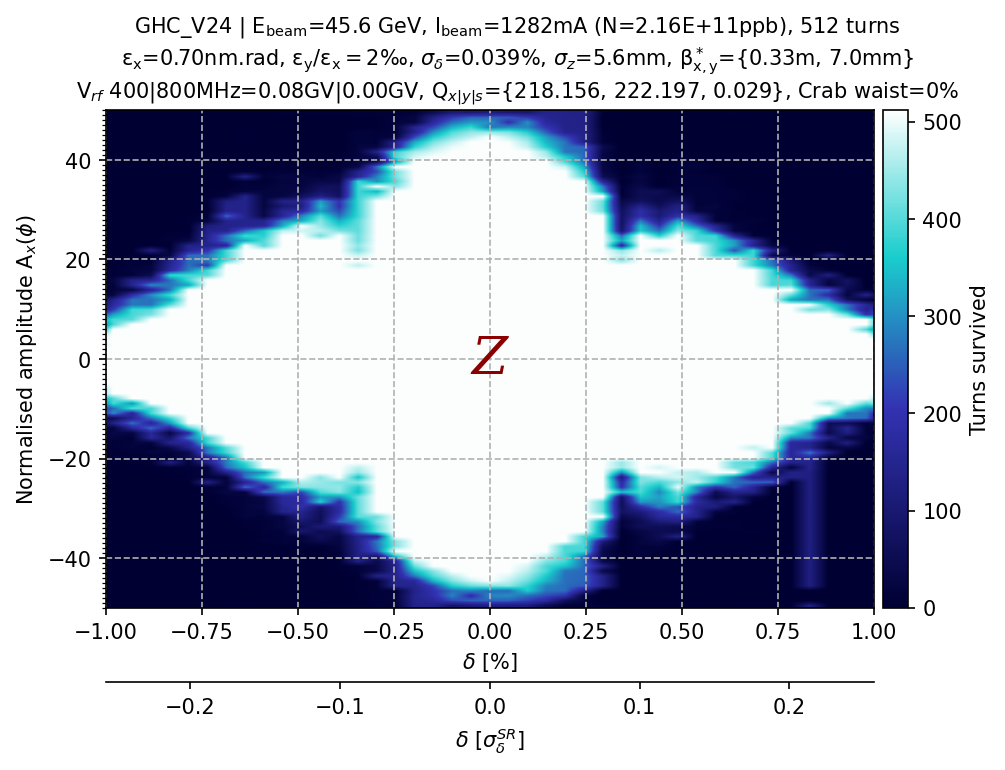 GHC_V24 | E_beam=45.6 GeV, I_beam=1282mA (N=2.16E+11ppb), 512 turns
ε_x=0.70nm.rad, ε_y/ε_x = 2‰, σ_δ=0.039%, σ_z=5.6mm, β*_x,y={0.33m, 7.0mm}
V_rf 400|800MHz=0.08GV|0.00GV, Q_x|y|s={218.156, 222.197, 0.029}, Crab waist=0%
Normalised amplitude A_x(ϕ)
40
20
0
−20
−40
Z
500
400
300
200
100
0
Turns survived
−1.00 −0.75 −0.50 −0.25 0.00 0.25 0.50 0.75 1.00
δ [%]
−0.2 −0.1 0.0 0.1 0.2
δ [σ_δ^SR]